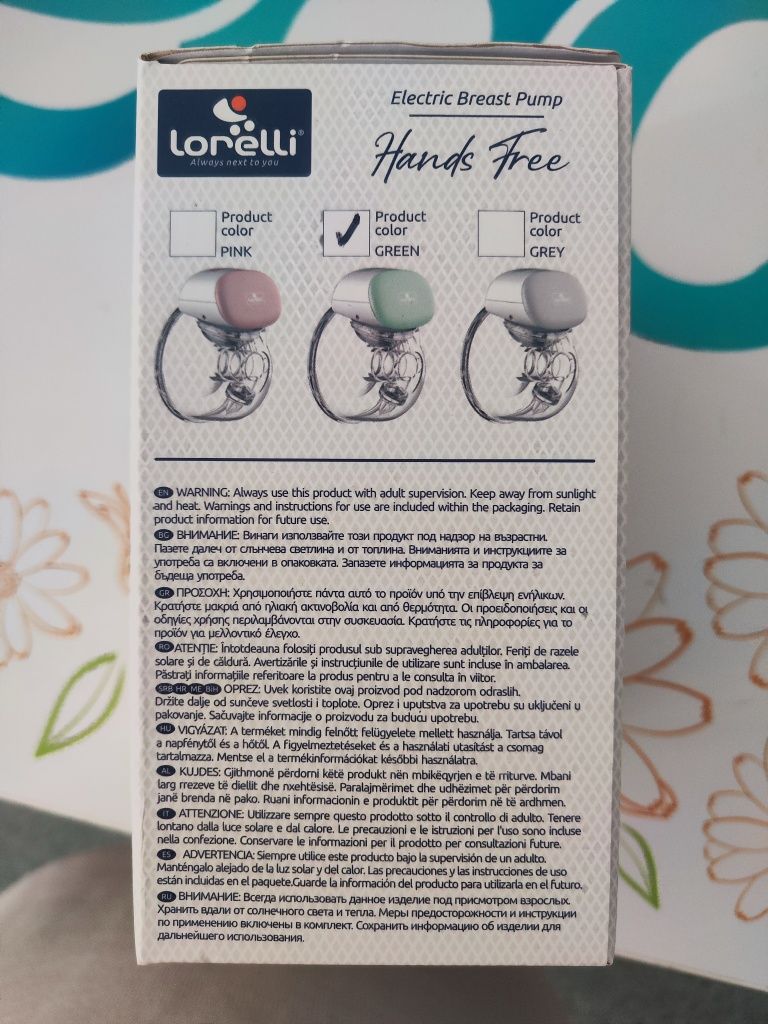 lorelli®
Always next to you
Electric Breast Pump
Hands Free
Product
color
PINK
Product
color
GREEN
Product
color
GREY
EN WARNING: Always use this product with adult supervision. Keep away from sunlight
and heat. Warnings and instructions for use are included within the packaging. Retain
product information for future use.
BG ВНИМАНИЕ: Винаги използвайте този продукт под надзор на възрастни.
Пазете далеч от слънчева светлина и от топлина. Вниманията и инструкциите за
употреба са включени в опаковката. Запазете информацията за продукта за
бъдеща употреба.
GR ΠΡΟΣΟΧΗ: Χρησιμοποιήστε πάντα αυτό το προϊόν υπό την επίβλεψη ενήλικων.
Κρατήστε μακριά από ηλιακή ακτινοβολία και από θερμότητα. Οι προειδοποιήσεις και οι
οδηγίες χρήσης περιλαμβάνονται στην συσκευασία. Κρατήστε τις πληροφορίες για το
προϊόν για μελλοντικό έλεγχο.
RO ATENȚIE: Întotdeauna folosiți produsul sub supravegherea adulților. Feriți de razele
solare și de căldură. Avertizările și instrucțiunile de utilizare sunt incluse în ambalarea.
Păstrați informațiile referitoare la produs pentru a le consulta în viitor.
SRB HR ME BiH OPREZ: Uvek koristite ovaj proizvod pod nadzorom odraslih.
Držite dalje od sunčeve svetlosti i toplote. Oprez i uputstva za upotrebu su uključeni u
pakovanje. Sačuvajte informacije o proizvodu za buduću upotrebu.
HU VIGYÁZAT: A terméket mindig felnőtt felügyelete mellett használja. Tartsa távol
a napfénytől és a hőtől. A figyelmeztetéseket és a használati utasítást a csomag
tartalmazza. Mentse el a termékinformációkat későbbi használatra.
AL KUJDES: Gjithmonë përdorni këtë produkt nën mbikëqyrjen e të rriturve. Mbani
larg rrezeve të diellit dhe nxehtësisë. Paralajmërimet dhe udhëzimet për përdorim
janë brenda në pako. Ruani informacionin e produktit për përdorim në të ardhmen.
IT ATTENZIONE: Utilizzare sempre questo prodotto sotto il controllo di adulto. Tenere
lontano dalla luce solare e dal calore. Le precauzioni e le istruzioni per l'uso sono incluse
nella confezione. Conservare le informazioni per il prodotto per consultazioni future.
ES ADVERTENCIA: Siempre utilice este producto bajo la supervisión de un adulto.
Manténgalo alejado de la luz solar y del calor. Las precauciones y las instrucciones de uso
están incluidas en el paquete.Guarde la información del producto para utilizarla en el futuro.
RU ВНИМАНИЕ: Всегда использовать данное изделие под присмотром взрослых.
Хранить вдали от солнечного света и тепла. Меры предосторожности и инструкции
по применению включены в комплект. Сохранить информацию об изделии для
дальнейшего использования.